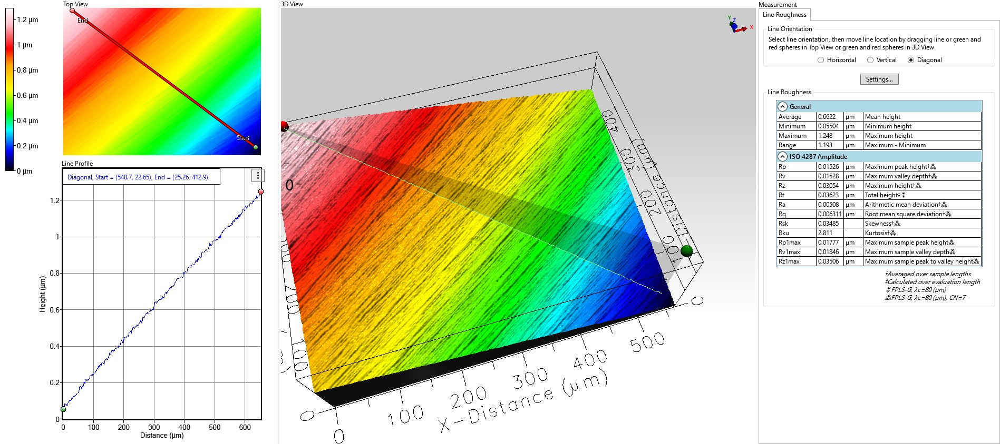 Top View
1.2 µm
1 µm
0.8 µm
0.6 µm
0.4 µm
0.2 µm
0 µm
End
Start
Line Profile
Diagonal, Start = (548.7, 22.65), End = (25.26, 412.9)
Height (µm)
1.2
1
0.8
0.6
0.4
0.2
0
0 100 200 300 400 500 600
Distance (µm)
3D View
Y Z X
400
300
200
100
0
Y-Distance (µm)
0
0
0
100
200
300
400
500
X-Distance (µm)
Measurement
Line Roughness
Line Orientation
Select line orientation, then move line location by dragging line or green and
red spheres in Top View or green and red spheres in 3D View
Horizontal Vertical Diagonal
Settings...
Line Roughness
General
Average 0.6622 µm Mean height
Minimum 0.05504 µm Minimum height
Maximum 1.248 µm Maximum height
Range 1.193 µm Maximum - Minimum
ISO 4287 Amplitude
Rp 0.01526 µm Maximum peak height†⁂
Rv 0.01528 µm Maximum valley depth†⁂
Rz 0.03054 µm Maximum height†⁂
Rt 0.03623 µm Total height‡⁑
Ra 0.00508 µm Arithmetic mean deviation†⁂
Rq 0.006311 µm Root mean square deviation†⁂
Rsk 0.03485 Skewness†⁂
Rku 2.811 Kurtosis†⁂
Rp1max 0.01777 µm Maximum sample peak height⁂
Rv1max 0.01846 µm Maximum sample valley depth⁂
Rz1max 0.03506 µm Maximum sample peak to valley height⁂
†Averaged over sample lengths
‡Calculated over evaluation length
⁑FPLS-G, λc=80 (µm)
⁂FPLS-G, λc=80 (µm), CN=7